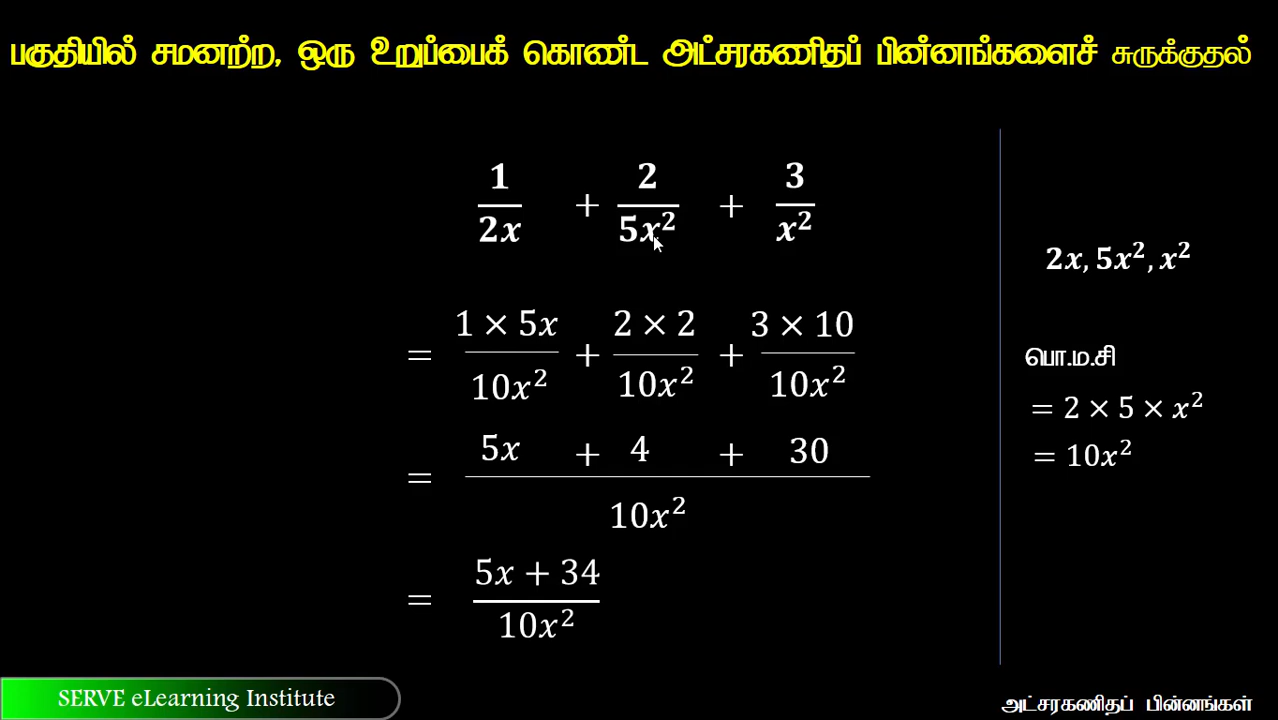 பகுதியில் சமனற்ற, ஒரு உறுப்பைக் கொண்ட அட்சரகணிதப் பின்னங்களைச் சுருக்குதல்
1/2x + 2/5x² + 3/x²
= (1 × 5x)/10x² + (2 × 2)/10x² + (3 × 10)/10x²
= (5x + 4 + 30)/10x²
= (5x + 34)/10x²
2x, 5x², x²
பொ.ம.சி
= 2 × 5 × x²
= 10x²
SERVE eLearning Institute
அட்சரகணிதப் பின்னங்கள்